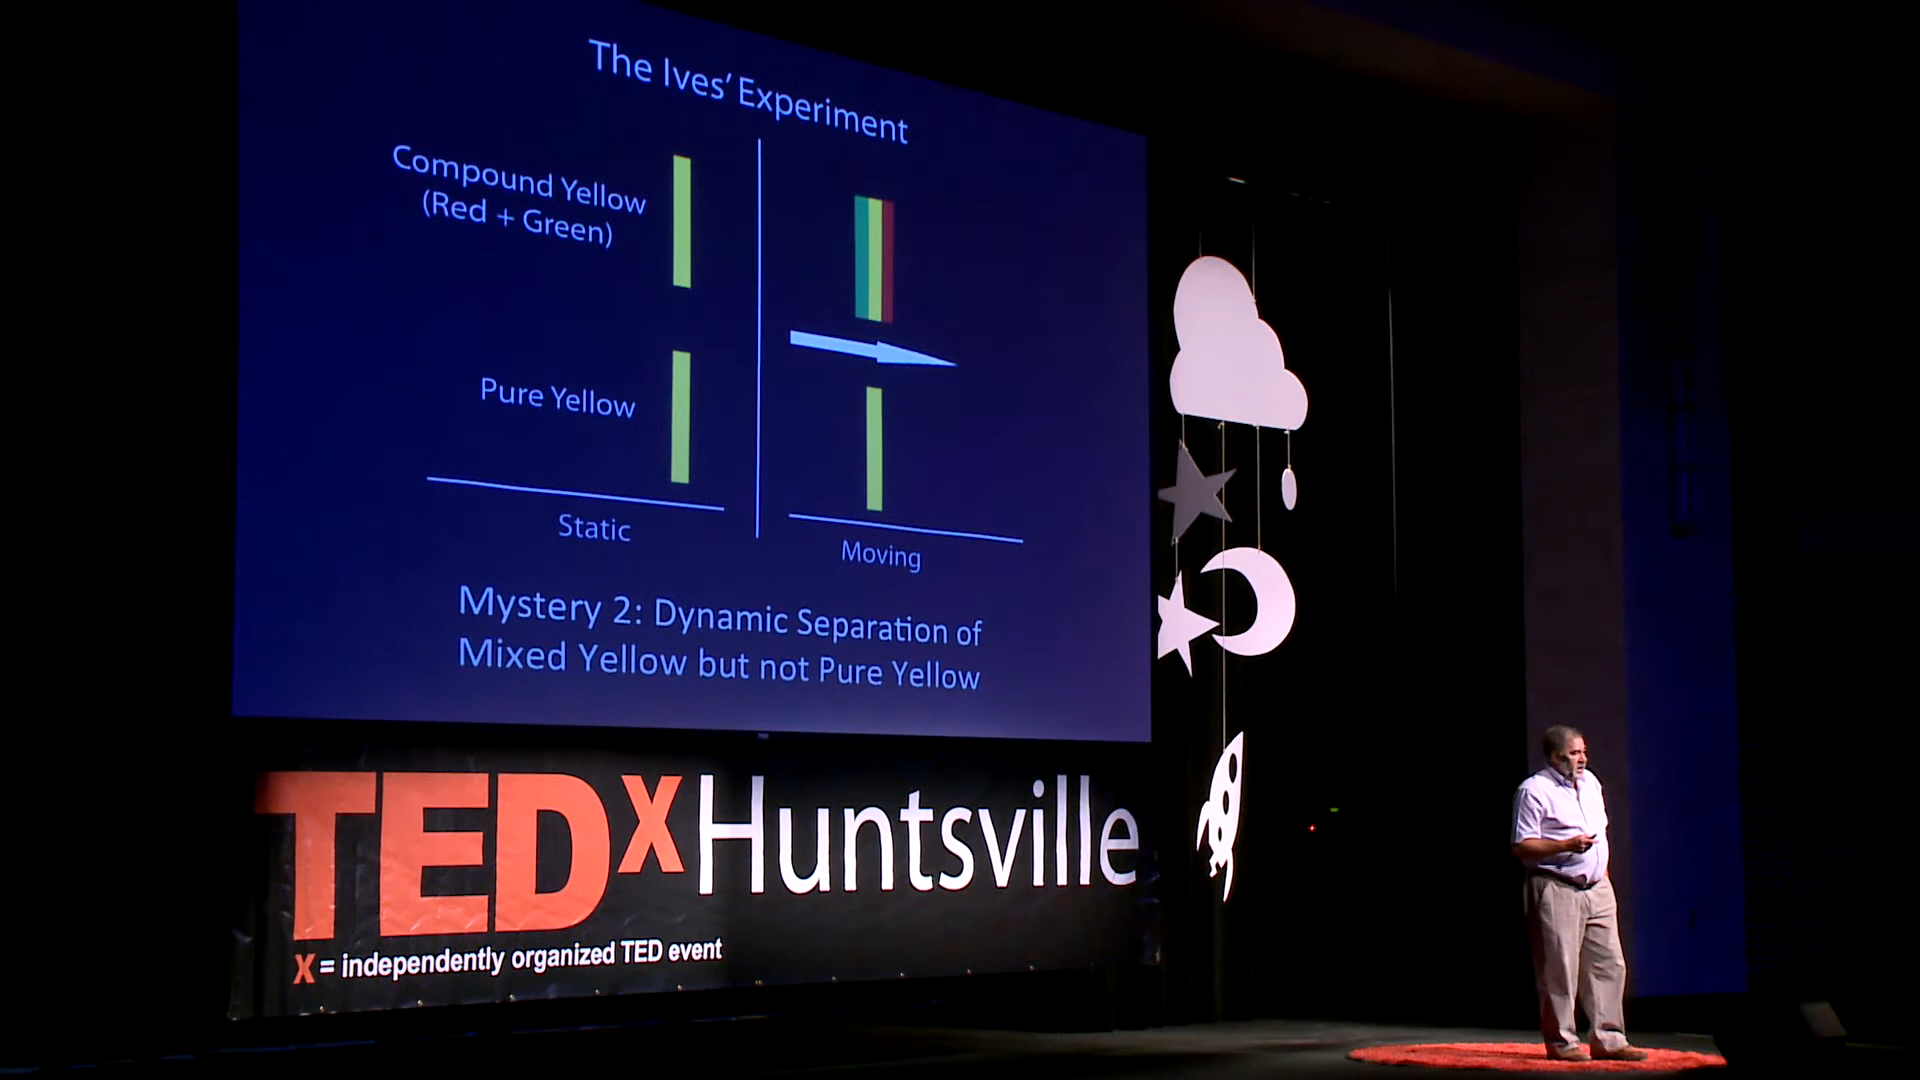 The Ives' Experiment
Compound Yellow
(Red + Green)
Pure Yellow
Static
Moving
Mystery 2: Dynamic Separation of
Mixed Yellow but not Pure Yellow
TEDxHuntsville
x = independently organized TED event